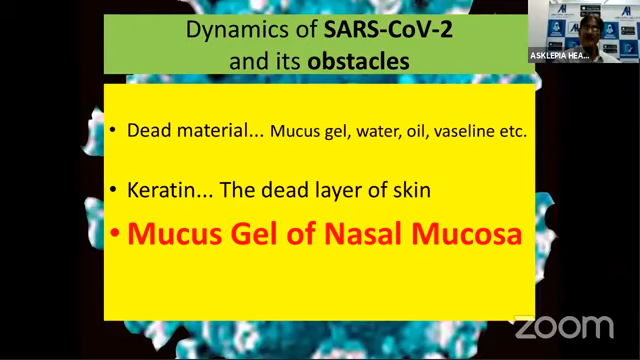 Dynamics of SARS-CoV-2
and its obstacles
ASKLEPIA HEA...
• Dead material... Mucus gel, water, oil, vaseline etc.
• Keratin... The dead layer of skin
• Mucus Gel of Nasal Mucosa
zoom